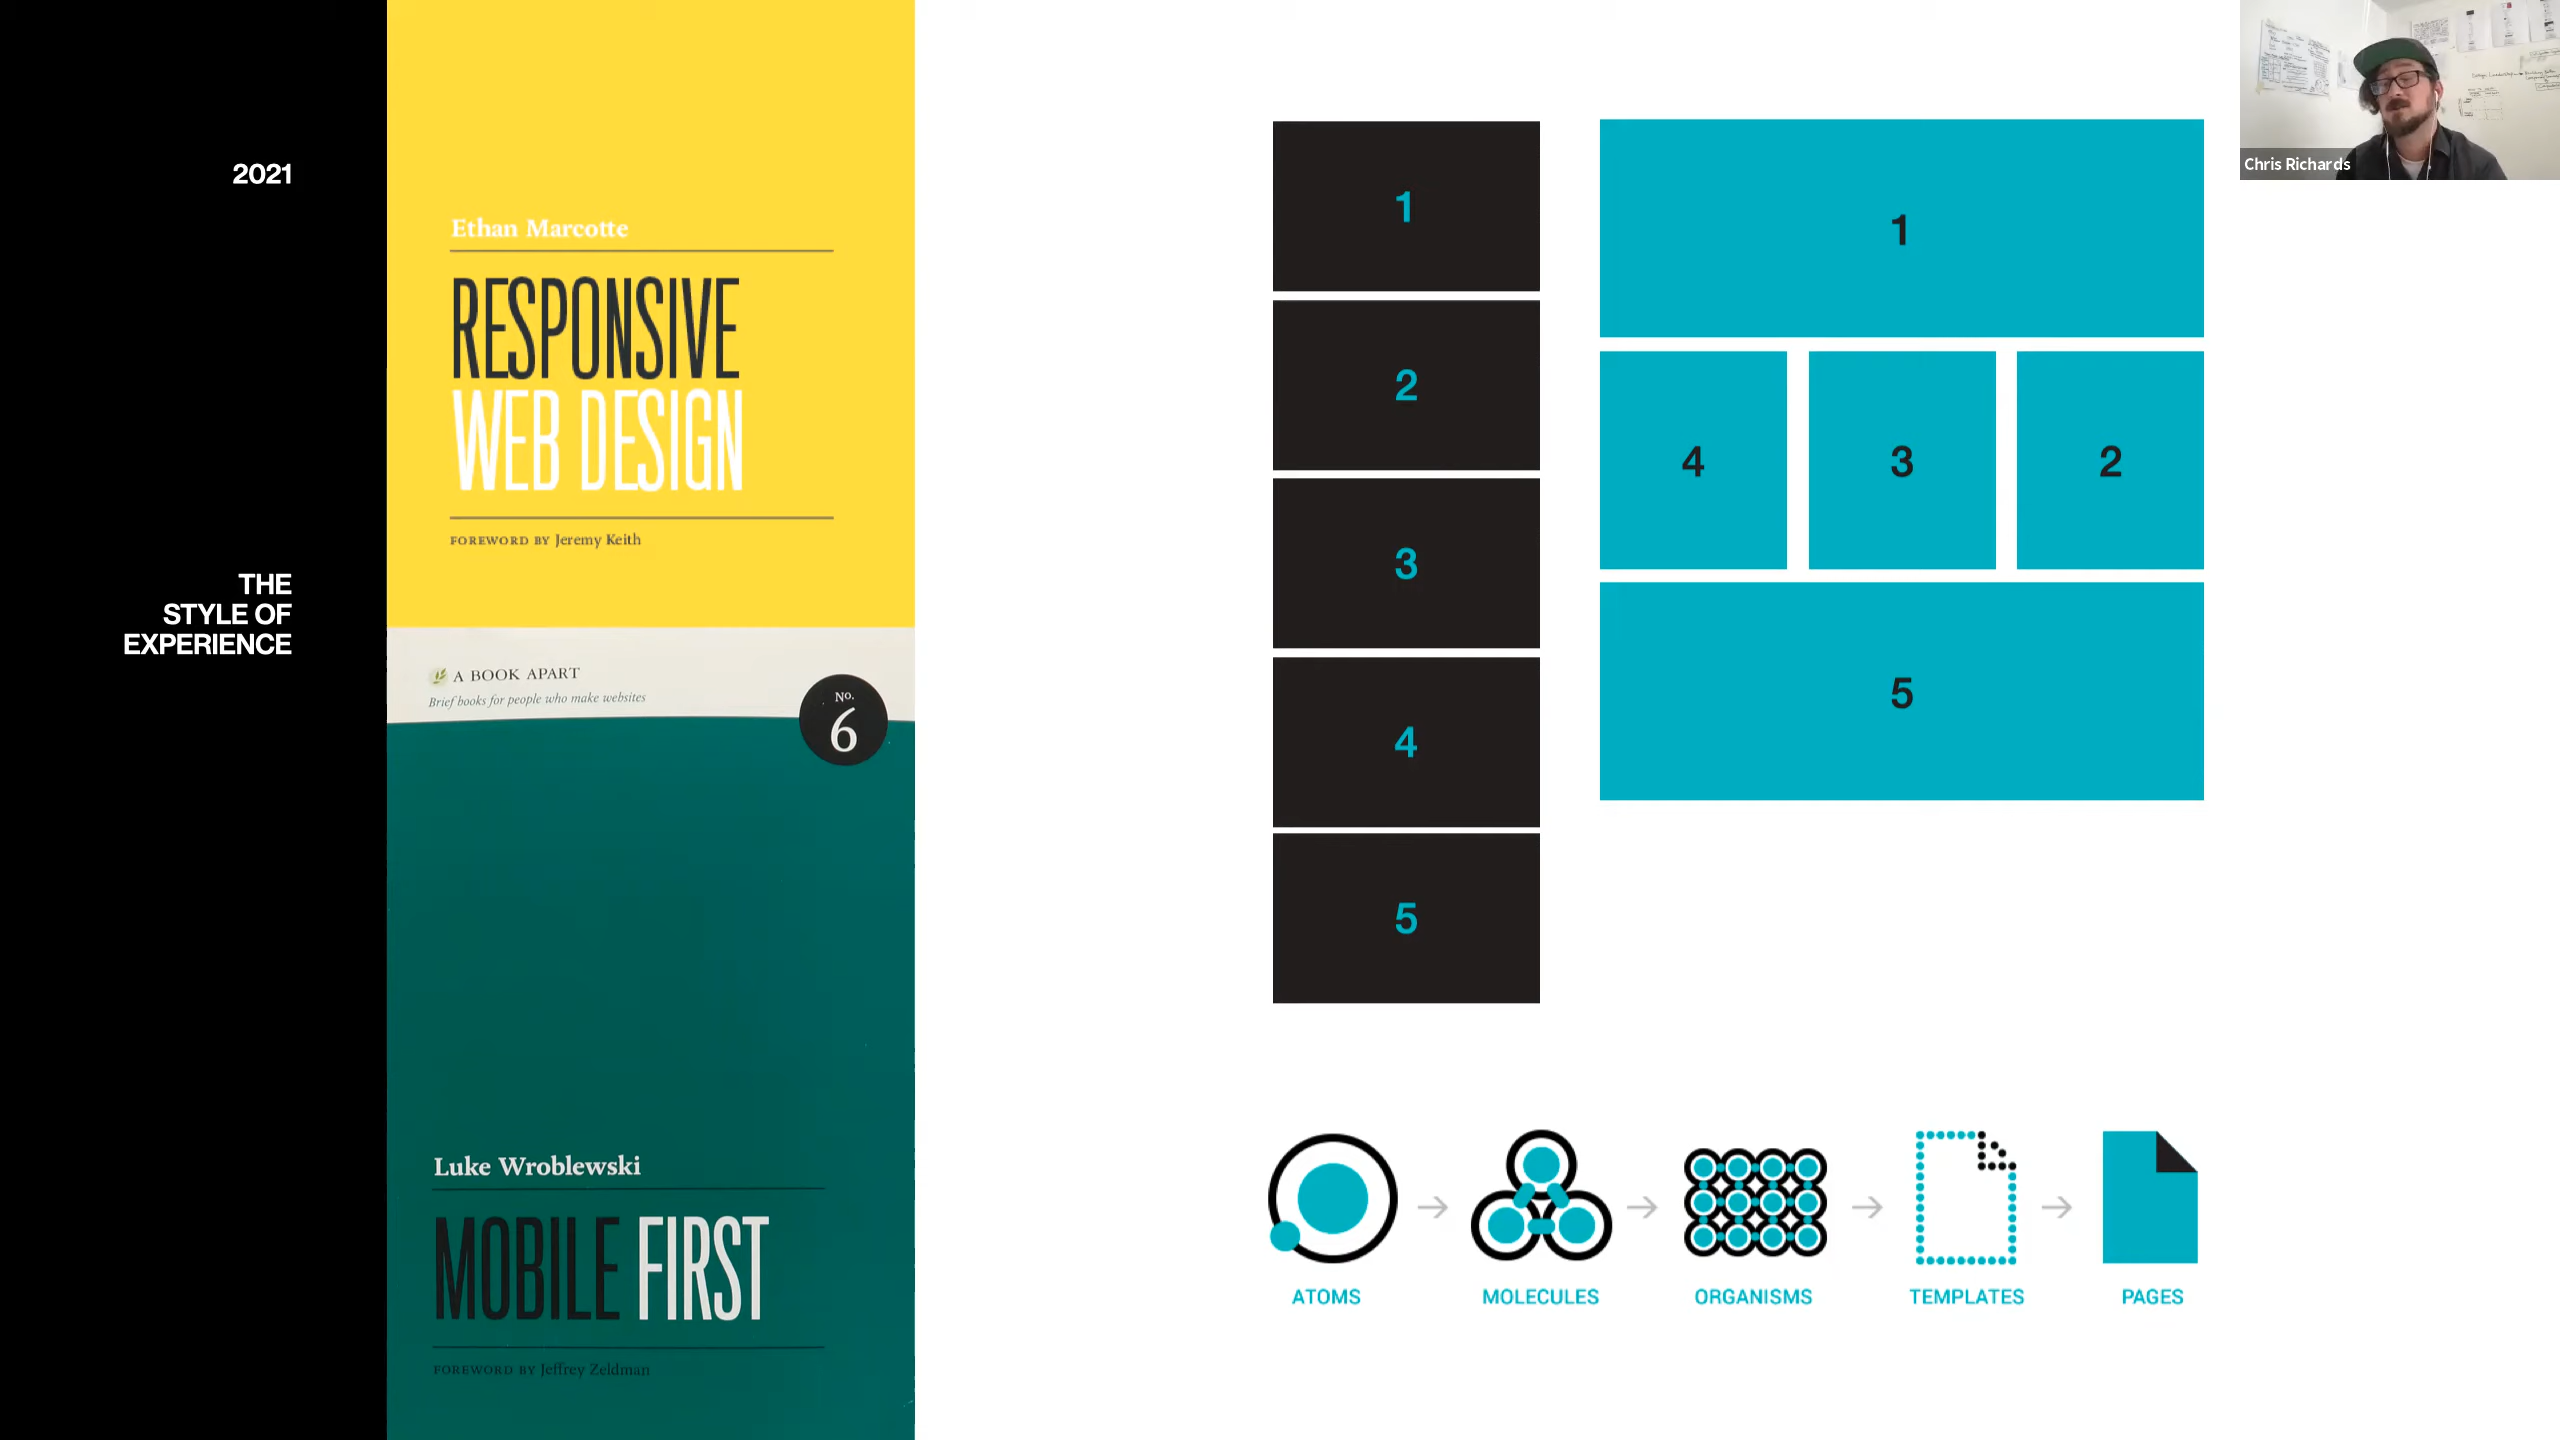 2021
THE
STYLE OF
EXPERIENCE
Ethan Marcotte
RESPONSIVE
WEB DESIGN
FOREWORD BY Jeremy Keith
A BOOK APART
Brief books for people who make websites
No.
6
Luke Wroblewski
MOBILE FIRST
FOREWORD BY Jeffrey Zeldman
1
2
3
4
5
1
4 3 2
5
ATOMS MOLECULES ORGANISMS TEMPLATES PAGES
Chris Richards